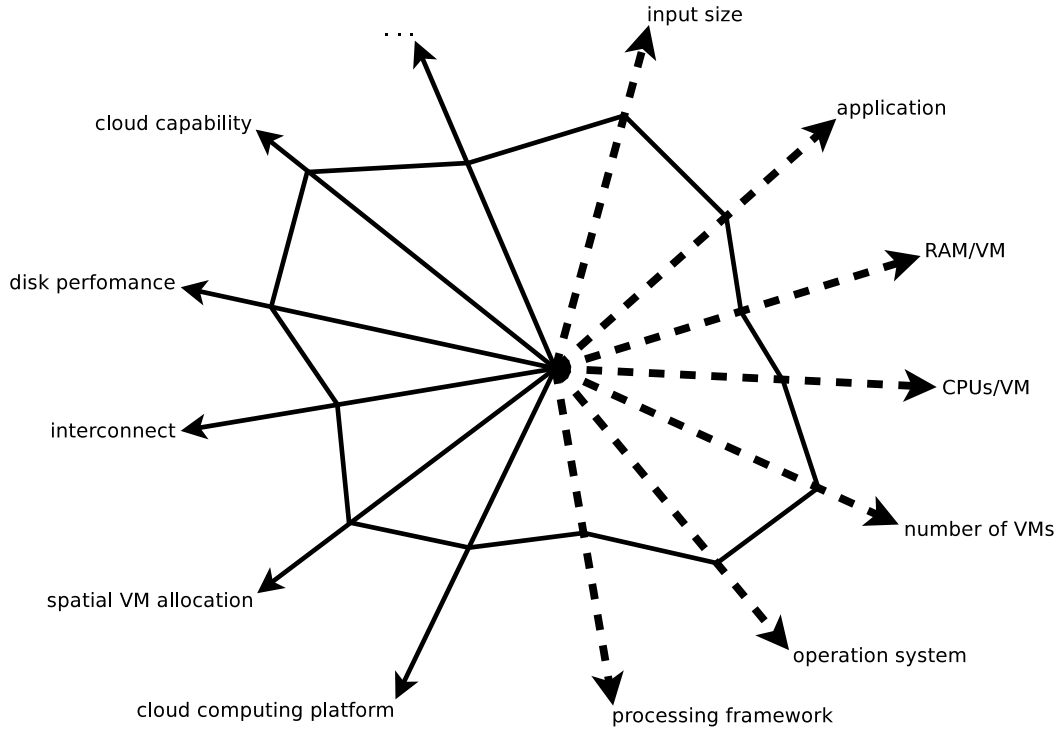 input size
. . .
application
cloud capability
RAM/VM
disk perfomance
CPUs/VM
interconnect
number of VMs
spatial VM allocation
operation system
cloud computing platform
processing framework